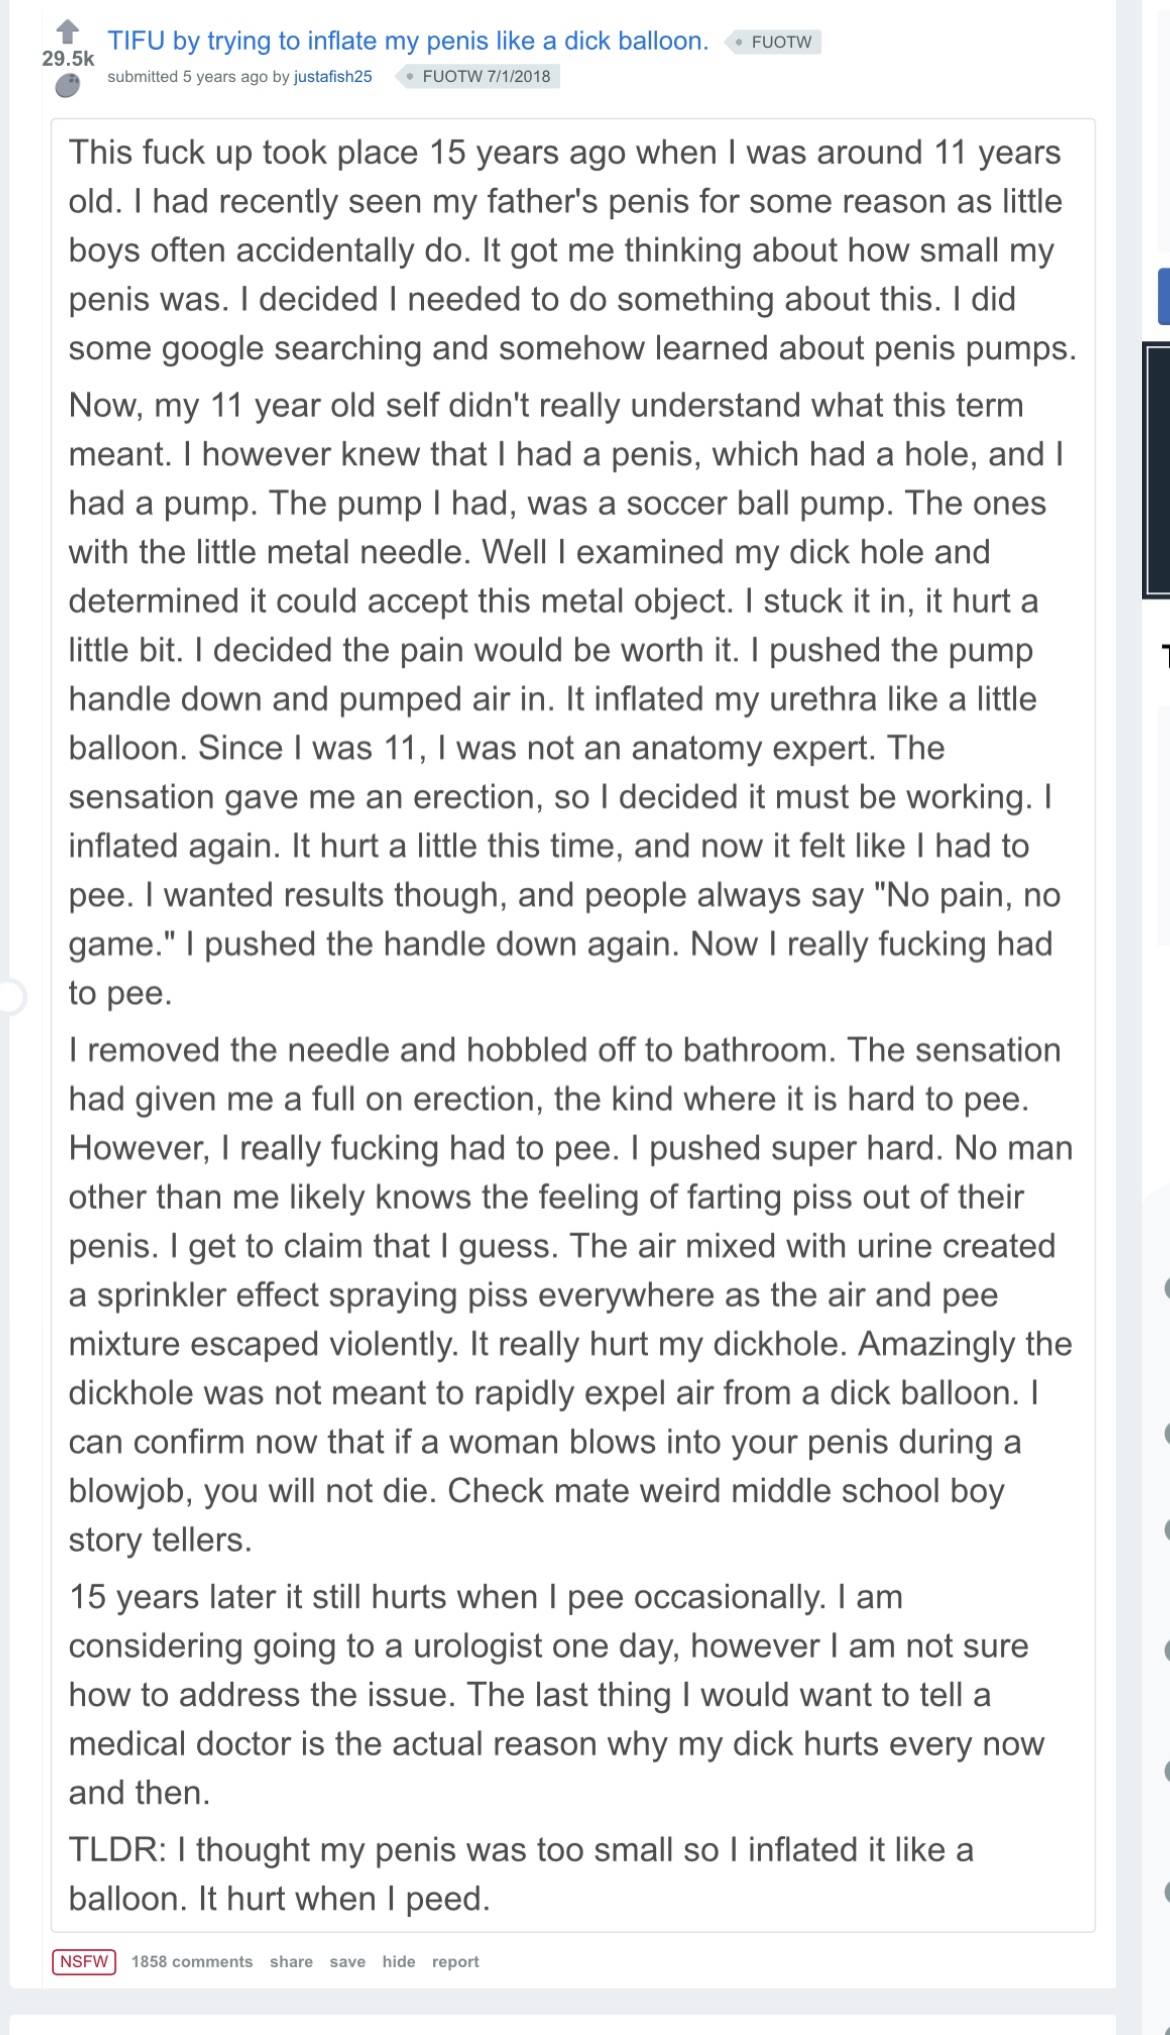 29.5k
TIFU by trying to inflate my penis like a dick balloon. FUOTW
submitted 5 years ago by justafish25 FUOTW 7/1/2018
This fuck up took place 15 years ago when I was around 11 years
old. I had recently seen my father's penis for some reason as little
boys often accidentally do. It got me thinking about how small my
penis was. I decided I needed to do something about this. I did
some google searching and somehow learned about penis pumps.
Now, my 11 year old self didn't really understand what this term
meant. I however knew that I had a penis, which had a hole, and I
had a pump. The pump I had, was a soccer ball pump. The ones
with the little metal needle. Well I examined my dick hole and
determined it could accept this metal object. I stuck it in, it hurt a
little bit. I decided the pain would be worth it. I pushed the pump
handle down and pumped air in. It inflated my urethra like a little
balloon. Since I was 11, I was not an anatomy expert. The
sensation gave me an erection, so I decided it must be working. I
inflated again. It hurt a little this time, and now it felt like I had to
pee. I wanted results though, and people always say "No pain, no
game." I pushed the handle down again. Now I really fucking had
to pee.
I removed the needle and hobbled off to bathroom. The sensation
had given me a full on erection, the kind where it is hard to pee.
However, I really fucking had to pee. I pushed super hard. No man
other than me likely knows the feeling of farting piss out of their
penis. I get to claim that I guess. The air mixed with urine created
a sprinkler effect spraying piss everywhere as the air and pee
mixture escaped violently. It really hurt my dickhole. Amazingly the
dickhole was not meant to rapidly expel air from a dick balloon. I
can confirm now that if a woman blows into your penis during a
blowjob, you will not die. Check mate weird middle school boy
story tellers.
15 years later it still hurts when I pee occasionally. I am
considering going to a urologist one day, however I am not sure
how to address the issue. The last thing I would want to tell a
medical doctor is the actual reason why my dick hurts every now
and then.
TLDR: I thought my penis was too small so I inflated it like a
balloon. It hurt when I peed.
NSFW 1858 comments share save hide report